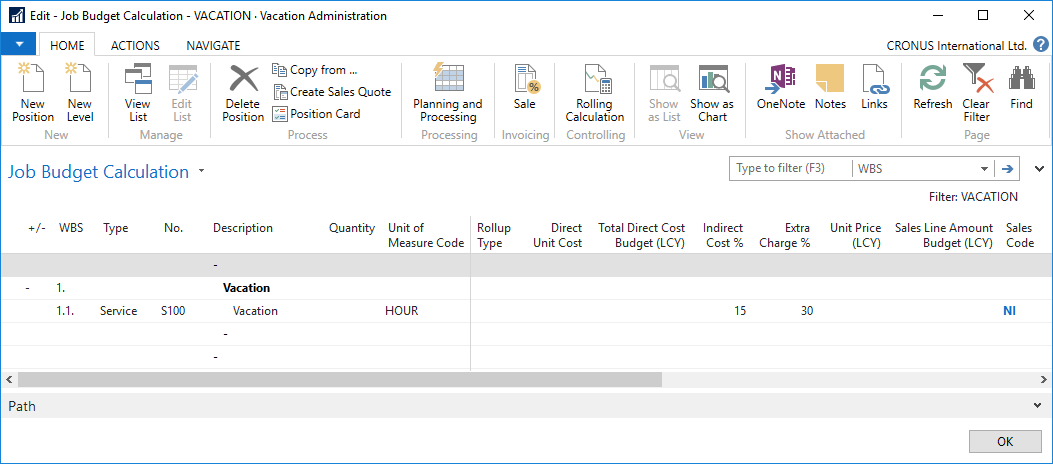 Edit - Job Budget Calculation - VACATION · Vacation Administration
HOME ACTIONS NAVIGATE CRONUS International Ltd. ?
New Position
New Level
New
View List
Edit List
Manage
Delete Position
Copy from ...
Create Sales Quote
Position Card
Process
Planning and Processing
Processing
Sale
Invoicing
Rolling Calculation
Controlling
Show as List
Show as Chart
View
OneNote
Notes
Links
Show Attached
Refresh
Clear Filter
Find
Page
Job Budget Calculation
Type to filter (F3) WBS
Filter: VACATION
+/- WBS Type No. Description Quantity Unit of Measure Code Rollup Type Direct Unit Cost Total Direct Cost Budget (LCY) Indirect Cost % Extra Charge % Unit Price (LCY) Sales Line Amount Budget (LCY) Sales Code
-
- 1. Vacation
1.1. Service S100 Vacation HOUR 15 30 NI
-
-
Path
OK